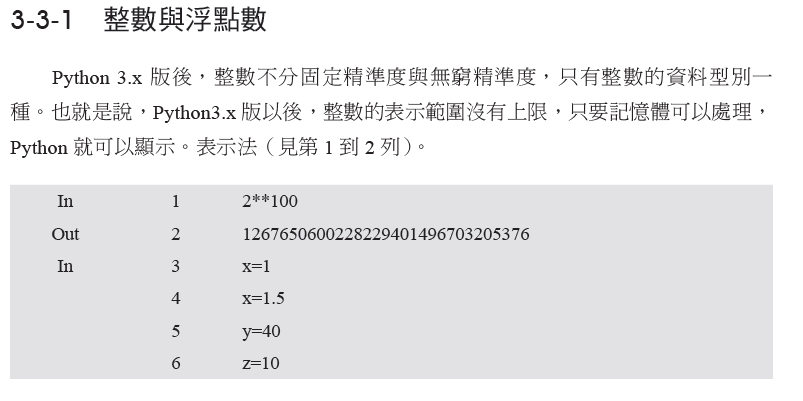 3-3-1 整數與浮點數
Python 3.x 版後，整數不分固定精準度與無窮精準度，只有整數的資料型別一
種。也就是說，Python3.x 版以後，整數的表示範圍沒有上限，只要記憶體可以處理，
Python 就可以顯示。表示法（見第 1 到 2 列）。
In 1 2**100
Out 2 1267650600228229401496703205376
In 3 x=1
4 x=1.5
5 y=40
6 z=10